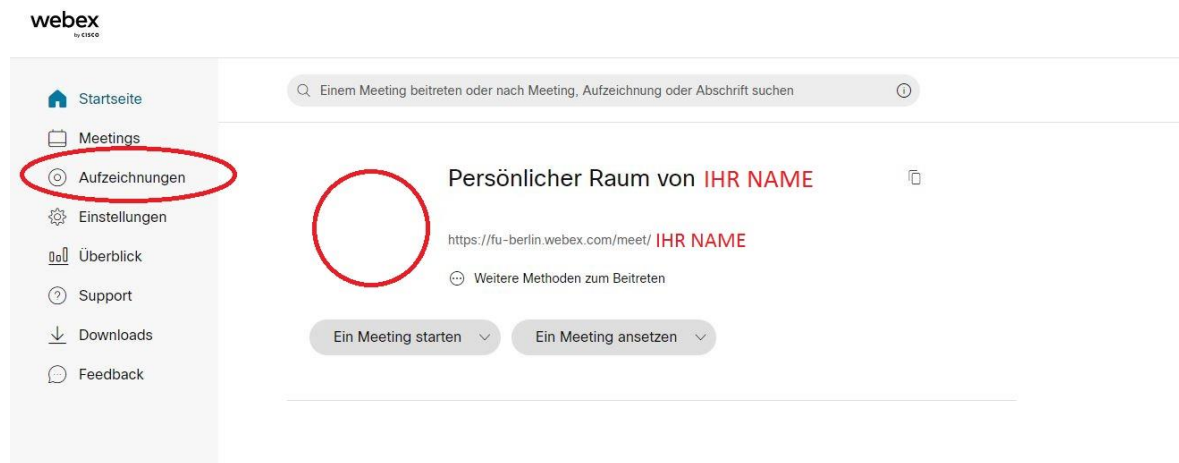 webex
by CISCO
Startseite
Meetings
Aufzeichnungen
Einstellungen
Überblick
Support
Downloads
Feedback
Einem Meeting beitreten oder nach Meeting, Aufzeichnung oder Abschrift suchen
Persönlicher Raum von IHR NAME
https://fu-berlin.webex.com/meet/ IHR NAME
Weitere Methoden zum Beitreten
Ein Meeting starten
Ein Meeting ansetzen